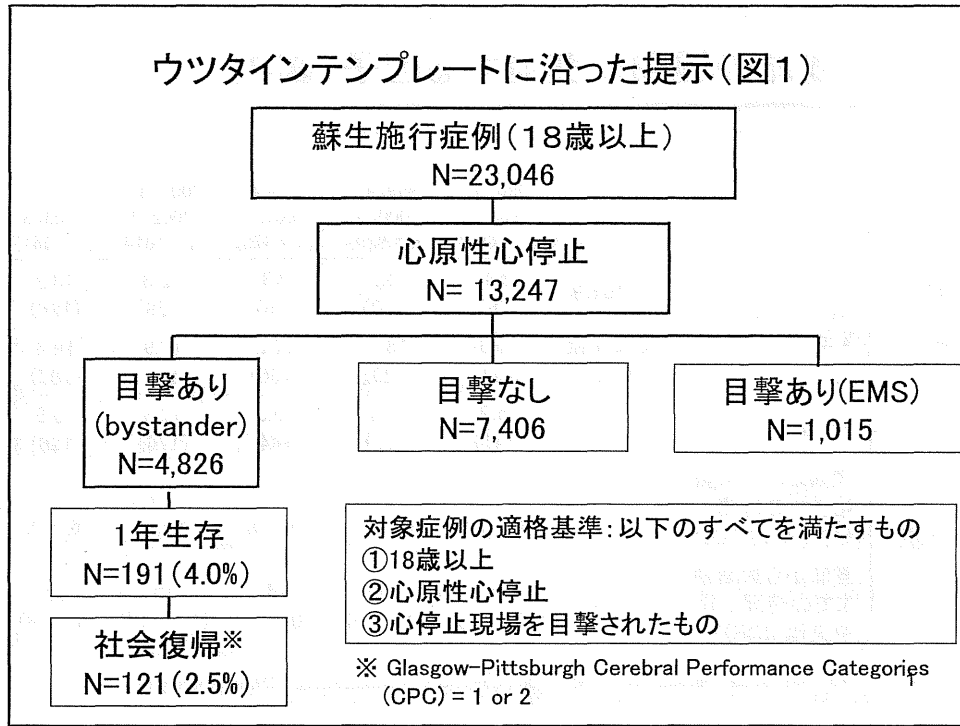 ウツタインテンプレートに沿った提示(図1)
蘇生施行症例(18歳以上)
N=23,046
心原性心停止
N= 13,247
目撃あり
(bystander)
N=4,826
目撃なし
N=7,406
目撃あり(EMS)
N=1,015
1年生存
N=191(4.0%)
社会復帰※
N=121(2.5%)
対象症例の適格基準:以下のすべてを満たすもの
①18歳以上
②心原性心停止
③心停止現場を目撃されたもの
※ Glasgow-Pittsburgh Cerebral Performance Categories
(CPC) = 1 or 2
1